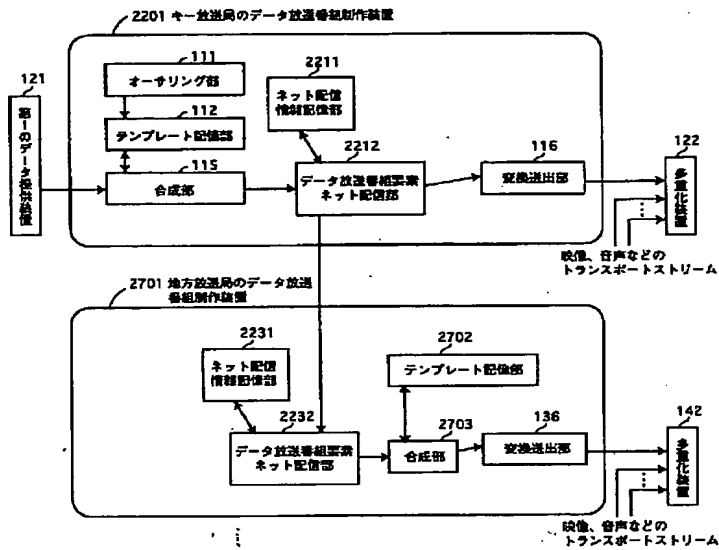 2201 キー放送局のデータ放送番組制作装置
121
第1のデータ提供装置
111
オーサリング部
112
テンプレート記憶部
115
合成部
2211
ネット配信
情報記憶部
2212
データ放送番組要素
ネット配信部
116
変換送出部
122
多重化装置
映像、音声などの
トランスポートストリーム
2701 地方放送局のデータ放送
番組制作装置
2231
ネット配信
情報記憶部
2232
データ放送番組要素
ネット配信部
2702
テンプレート記憶部
2703
合成部
136
変換送出部
142
多重化装置
映像、音声などの
トランスポートストリーム